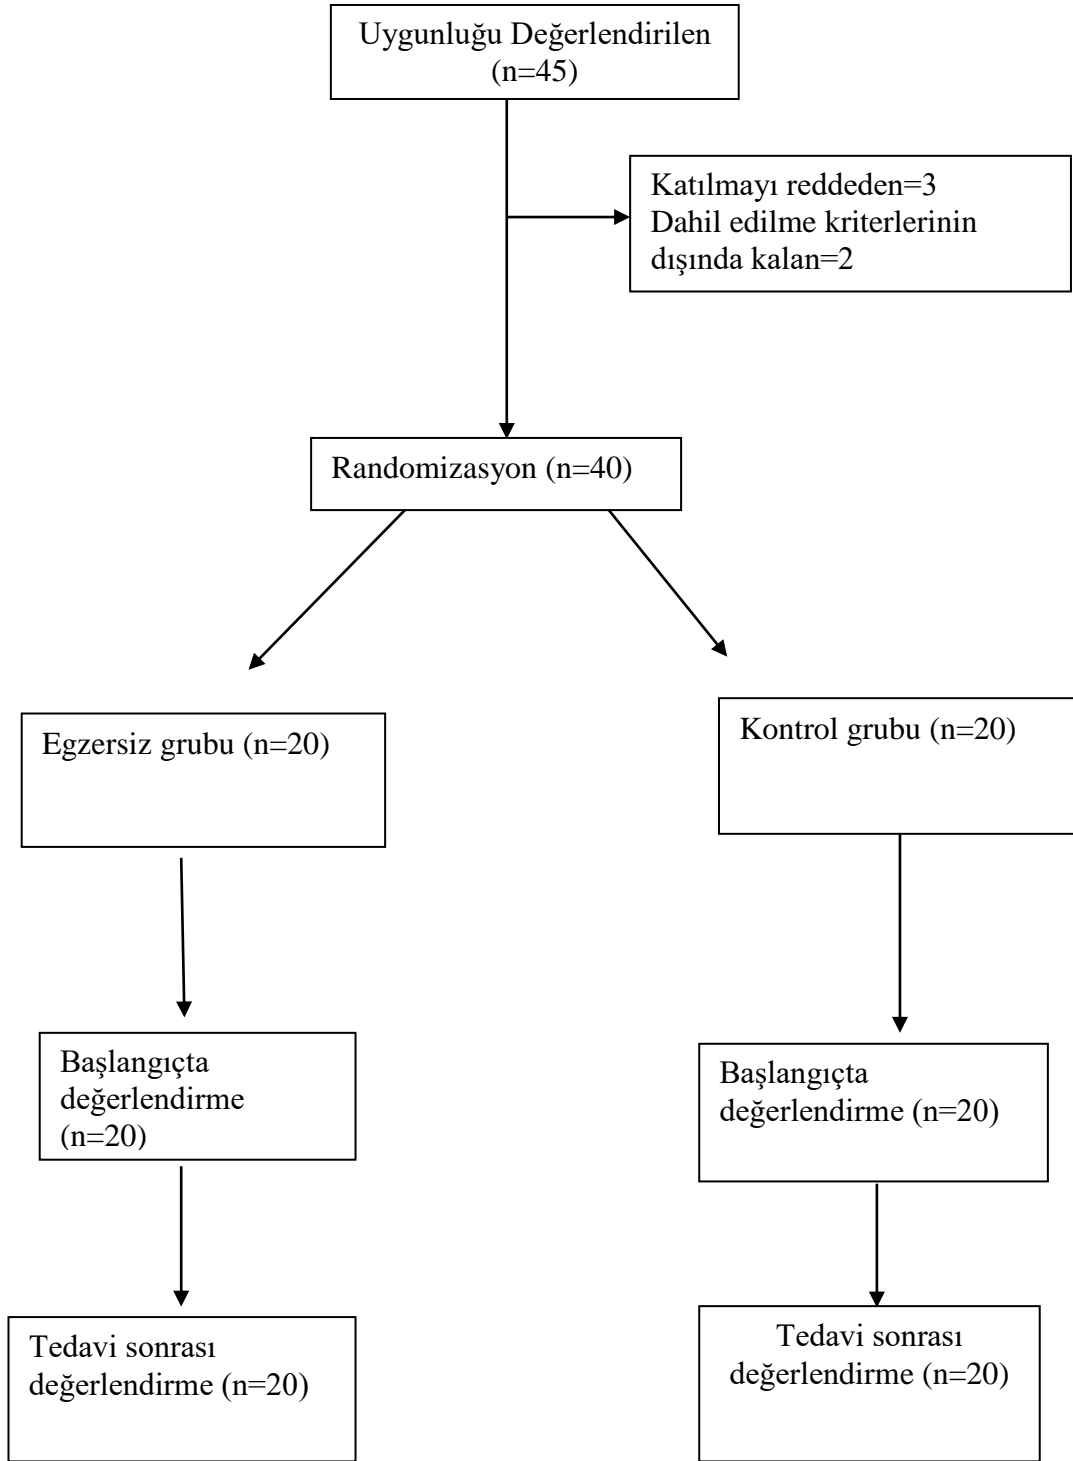 Uygunluğu Değerlendirilen
(n=45)
Katılmayı reddeden=3
Dahil edilme kriterlerinin
dışında kalan=2
Randomizasyon (n=40)
Egzersiz grubu (n=20)
Kontrol grubu (n=20)
Başlangıçta
değerlendirme
(n=20)
Başlangıçta
değerlendirme (n=20)
Tedavi sonrası
değerlendirme (n=20)
Tedavi sonrası
değerlendirme (n=20)